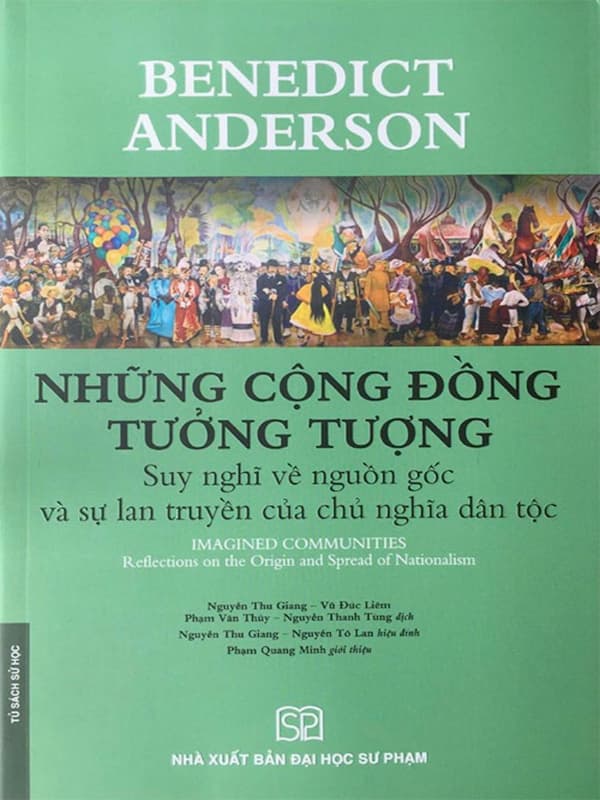 BENEDICT
ANDERSON
NHỮNG CỘNG ĐỒNG
TƯỞNG TƯỢNG
Suy nghĩ về nguồn gốc
và sự lan truyền của chủ nghĩa dân tộc
IMAGINED COMMUNITIES
Reflections on the Origin and Spread of Nationalism
Nguyễn Thu Giang – Vũ Đức Liêm
Phạm Văn Thủy – Nguyễn Thanh Tùng dịch
Nguyễn Thu Giang – Nguyễn Tô Lan hiệu đính
Phạm Quang Minh giới thiệu
TỦ SÁCH SỬ HỌC
SP
NHÀ XUẤT BẢN ĐẠI HỌC SƯ PHẠM